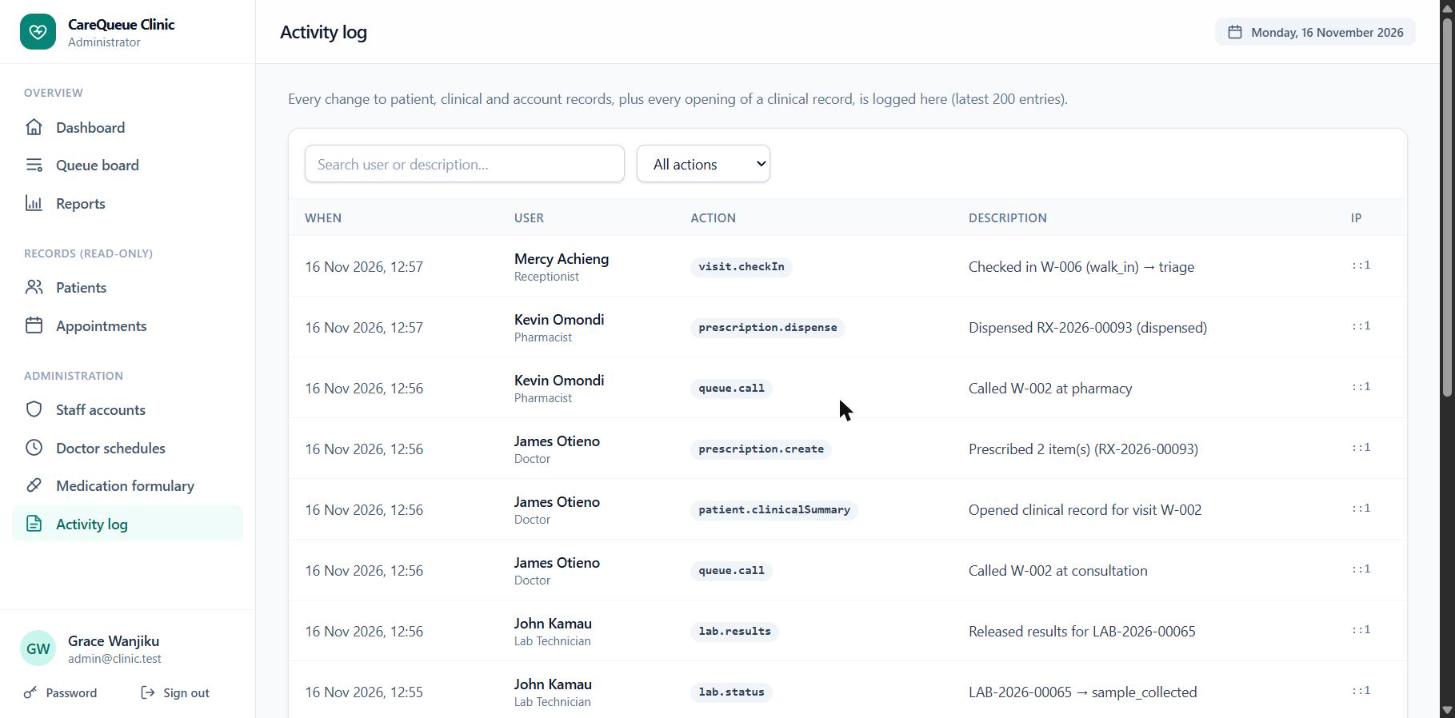 CareQueue Clinic
Administrator
OVERVIEW
Dashboard
Queue board
Reports
RECORDS (READ-ONLY)
Patients
Appointments
ADMINISTRATION
Staff accounts
Doctor schedules
Medication formulary
Activity log
GW
Grace Wanjiku
admin@clinic.test
Password Sign out
Activity log
Monday, 16 November 2026
Every change to patient, clinical and account records, plus every opening of a clinical record, is logged here (latest 200 entries).
Search user or description...
All actions
WHEN USER ACTION DESCRIPTION IP
16 Nov 2026, 12:57 Mercy Achieng visit.checkIn Checked in W-006 (walk_in) → triage ::1
Receptionist
16 Nov 2026, 12:57 Kevin Omondi prescription.dispense Dispensed RX-2026-00093 (dispensed) ::1
Pharmacist
16 Nov 2026, 12:56 Kevin Omondi queue.call Called W-002 at pharmacy ::1
Pharmacist
16 Nov 2026, 12:56 James Otieno prescription.create Prescribed 2 item(s) (RX-2026-00093) ::1
Doctor
16 Nov 2026, 12:56 James Otieno patient.clinicalSummary Opened clinical record for visit W-002 ::1
Doctor
16 Nov 2026, 12:56 James Otieno queue.call Called W-002 at consultation ::1
Doctor
16 Nov 2026, 12:56 John Kamau lab.results Released results for LAB-2026-00065 ::1
Lab Technician
16 Nov 2026, 12:55 John Kamau lab.status LAB-2026-00065 → sample_collected ::1
Lab Technician